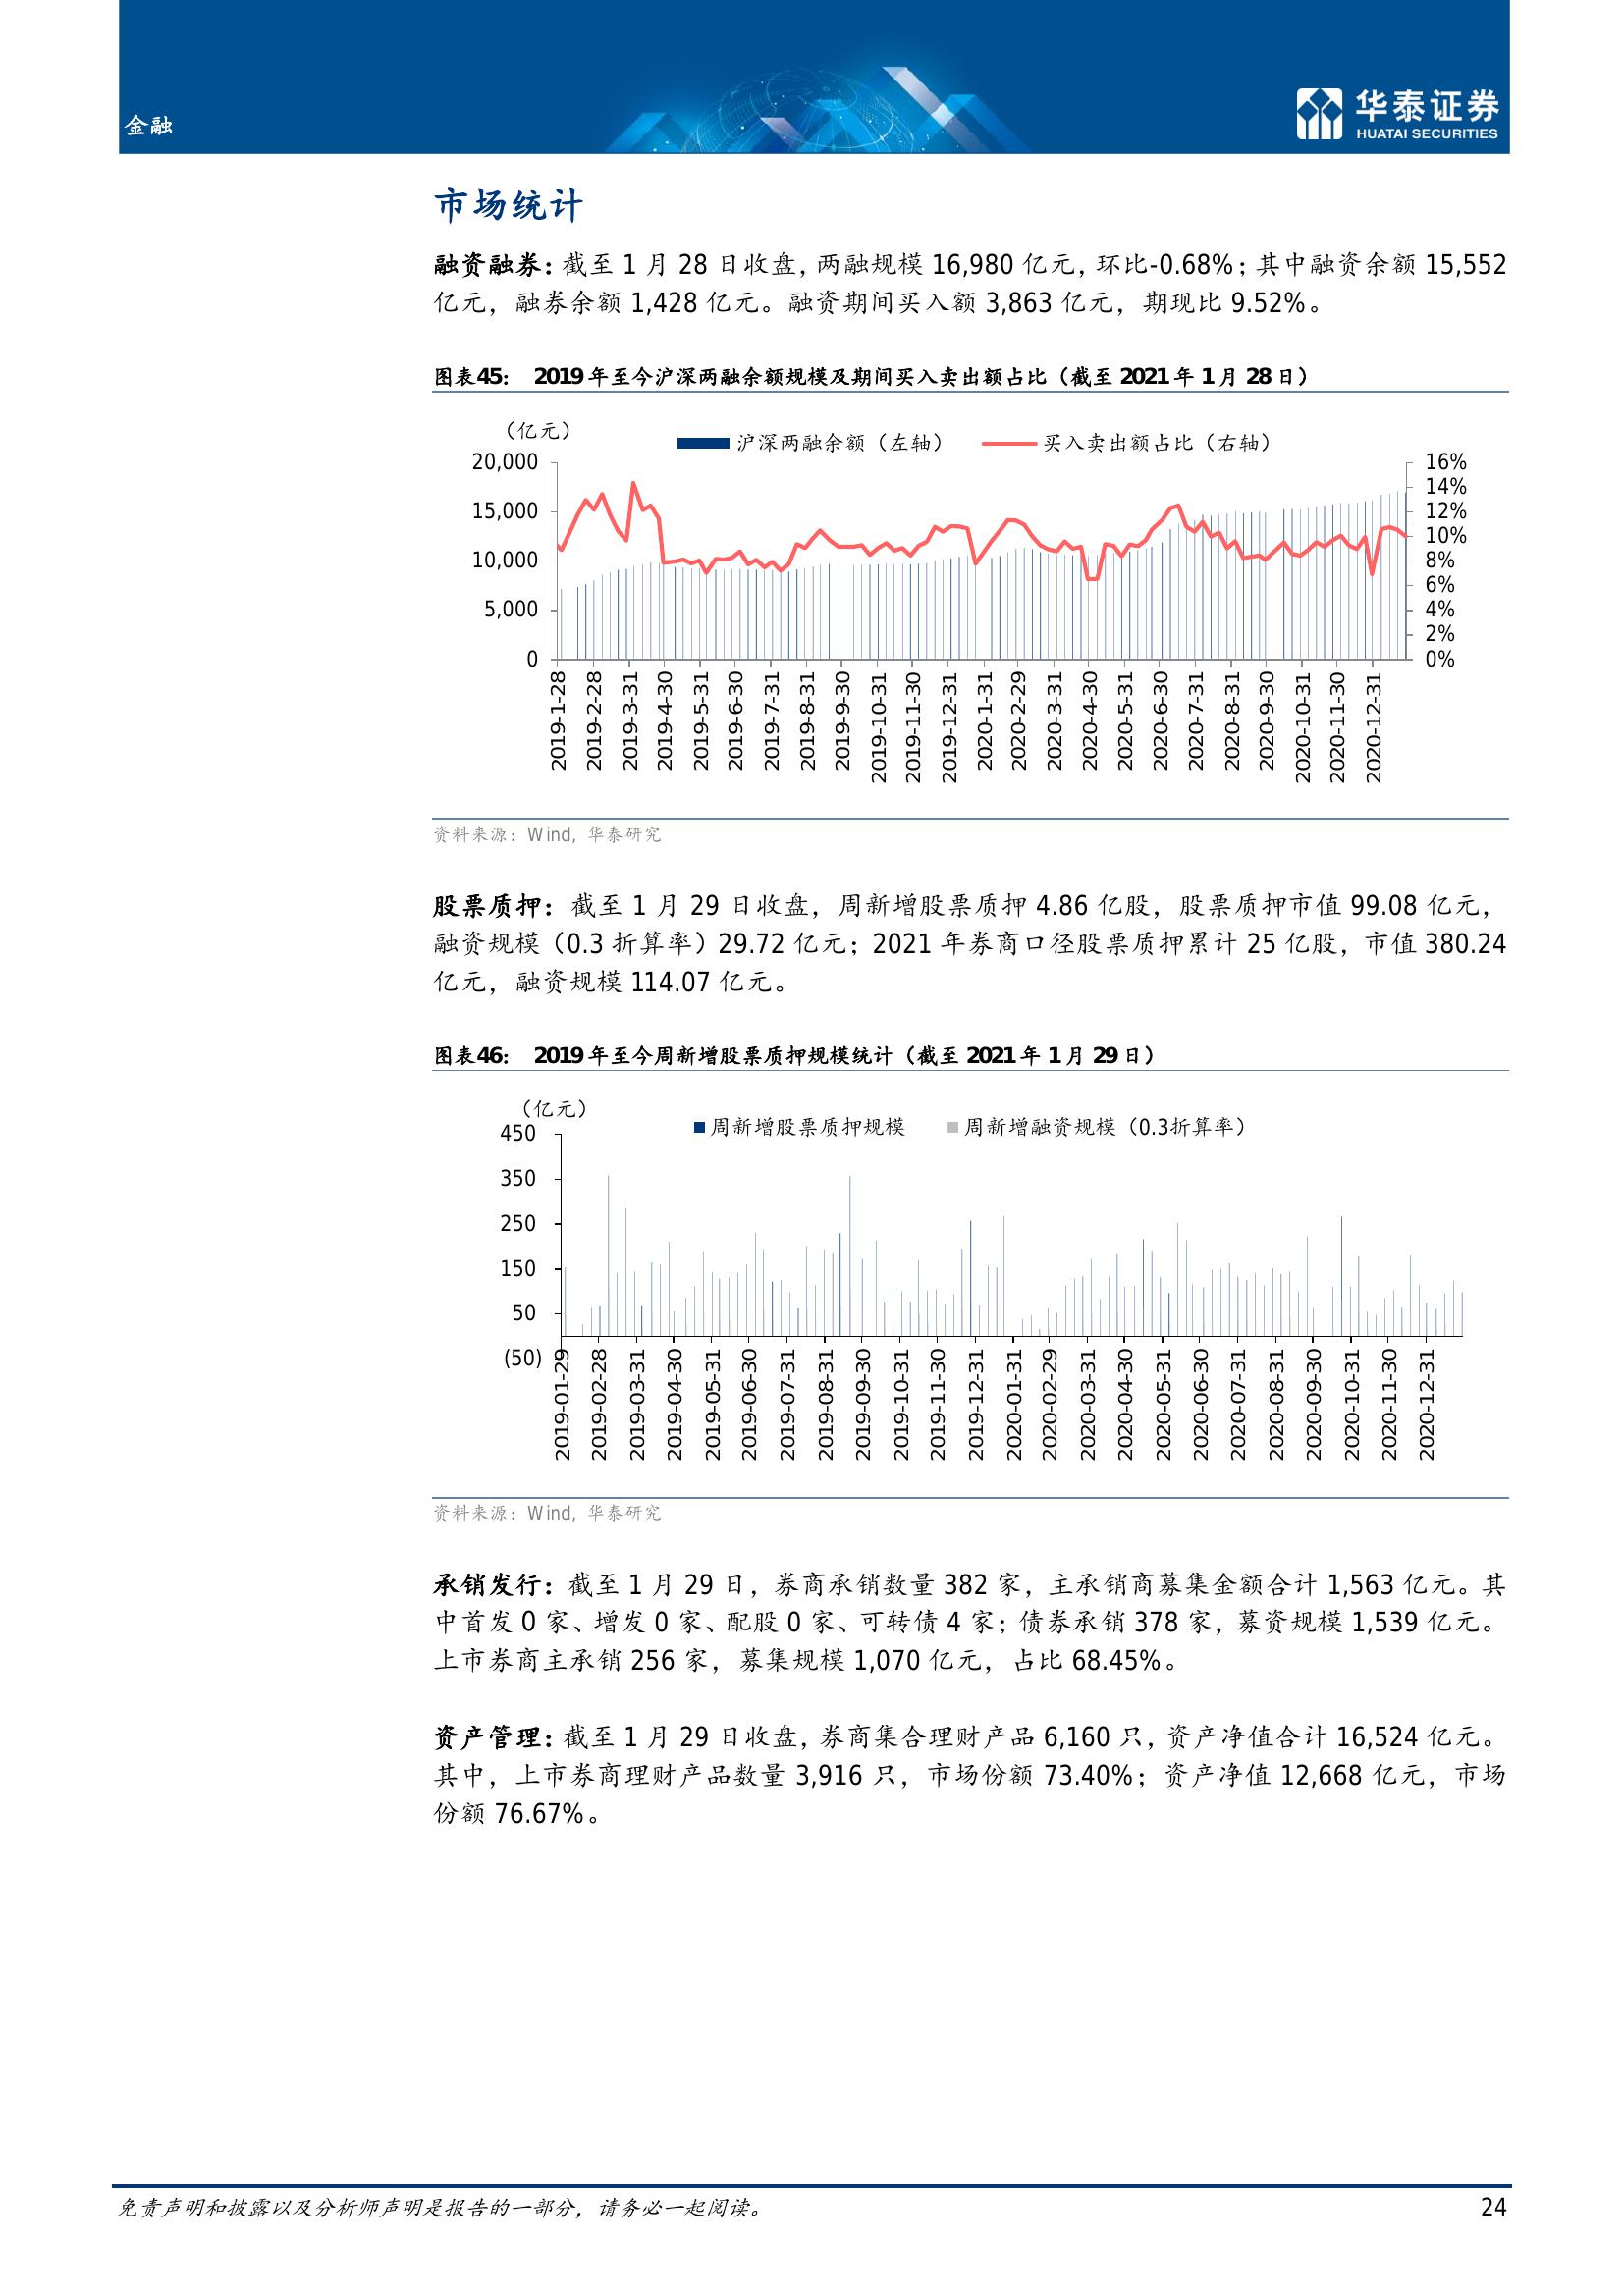 金融
华泰证券
HUATAI SECURITIES
市场统计
融资融券：截至 1 月 28 日收盘，两融规模 16,980 亿元，环比-0.68%；其中融资余额 15,552
亿元，融券余额 1,428 亿元。融资期间买入额 3,863 亿元，期现比 9.52%。
图表45： 2019 年至今沪深两融余额规模及期间买入卖出额占比（截至 2021 年 1 月 28 日）
（亿元）
沪深两融余额（左轴） 买入卖出额占比（右轴）
20,000
15,000
10,000
5,000
0
16%
14%
12%
10%
8%
6%
4%
2%
0%
2019-1-28
2019-2-28
2019-3-31
2019-4-30
2019-5-31
2019-6-30
2019-7-31
2019-8-31
2019-9-30
2019-10-31
2019-11-30
2019-12-31
2020-1-31
2020-2-29
2020-3-31
2020-4-30
2020-5-31
2020-6-30
2020-7-31
2020-8-31
2020-9-30
2020-10-31
2020-11-30
2020-12-31
资料来源：Wind，华泰研究
股票质押：截至 1 月 29 日收盘，周新增股票质押 4.86 亿股，股票质押市值 99.08 亿元，
融资规模（0.3 折算率）29.72 亿元；2021 年券商口径股票质押累计 25 亿股，市值 380.24
亿元，融资规模 114.07 亿元。
图表46： 2019 年至今周新增股票质押规模统计（截至 2021 年 1 月 29 日）
（亿元）
周新增股票质押规模 周新增融资规模（0.3折算率）
450
350
250
150
50
(50)
2019-01-29
2019-02-28
2019-03-31
2019-04-30
2019-05-31
2019-06-30
2019-07-31
2019-08-31
2019-09-30
2019-10-31
2019-11-30
2019-12-31
2020-01-31
2020-02-29
2020-03-31
2020-04-30
2020-05-31
2020-06-30
2020-07-31
2020-08-31
2020-09-30
2020-10-31
2020-11-30
2020-12-31
资料来源：Wind，华泰研究
承销发行：截至 1 月 29 日，券商承销数量 382 家，主承销商募集金额合计 1,563 亿元。其
中首发 0 家、增发 0 家、配股 0 家、可转债 4 家；债券承销 378 家，募资规模 1,539 亿元。
上市券商主承销 256 家，募集规模 1,070 亿元，占比 68.45%。
资产管理：截至 1 月 29 日收盘，券商集合理财产品 6,160 只，资产净值合计 16,524 亿元。
其中，上市券商理财产品数量 3,916 只，市场份额 73.40%；资产净值 12,668 亿元，市场
份额 76.67%。
免责声明和披露以及分析师声明是报告的一部分，请务必一起阅读。
24